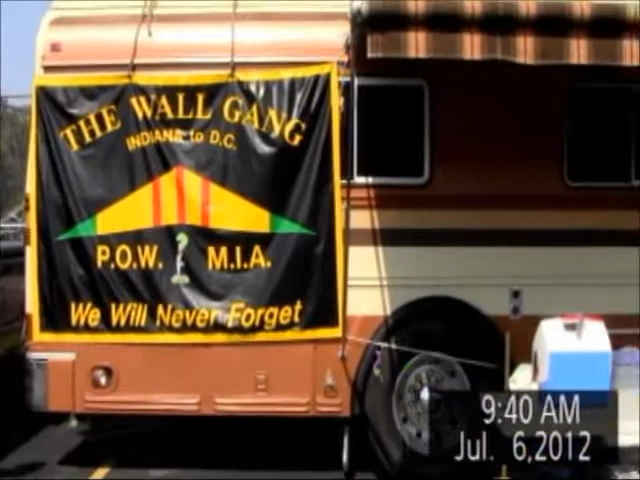 THE WALL GANG
INDIANA to D.C.
P.O.W. M.I.A.
We Will Never Forget
9:40 AM
Jul. 6,2012